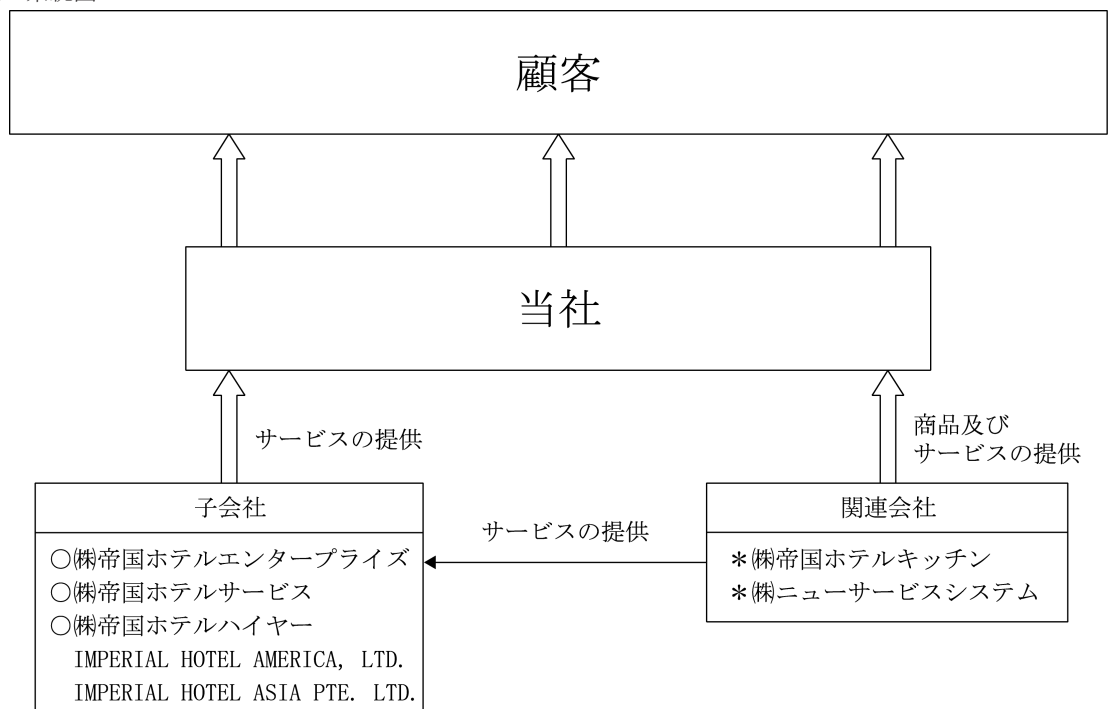 顧客
当社
サービスの提供
商品及び
サービスの提供
子会社
○㈱帝国ホテルエンタープライズ
○㈱帝国ホテルサービス
○㈱帝国ホテルハイヤー
IMPERIAL HOTEL AMERICA, LTD.
IMPERIAL HOTEL ASIA PTE. LTD.
サービスの提供
関連会社
＊㈱帝国ホテルキッチン
＊㈱ニューサービスシステム